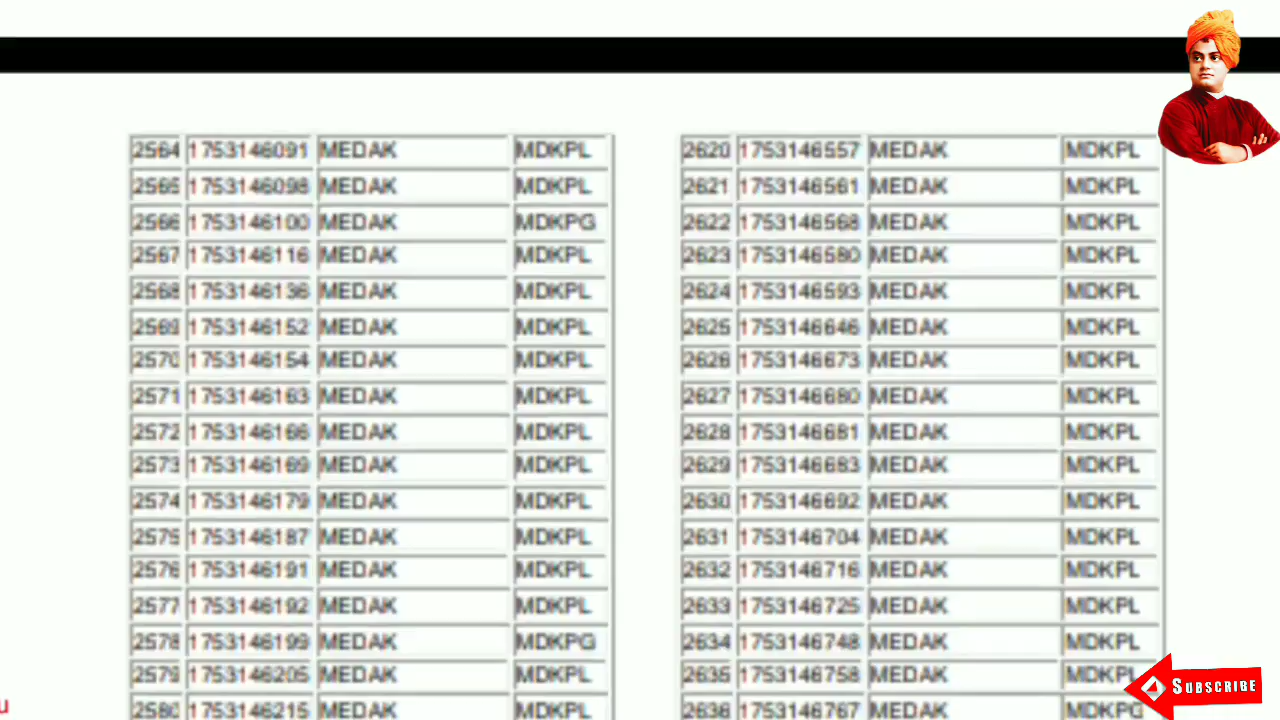 2564 1753146091 MEDAK MDKPL
2565 1753146098 MEDAK MDKPL
2566 1753146100 MEDAK MDKPG
2567 1753146116 MEDAK MDKPL
2568 1753146136 MEDAK MDKPL
2569 1753146152 MEDAK MDKPL
2570 1753146154 MEDAK MDKPL
2571 1753146163 MEDAK MDKPL
2572 1753146166 MEDAK MDKPL
2573 1753146169 MEDAK MDKPL
2574 1753146179 MEDAK MDKPL
2575 1753146187 MEDAK MDKPL
2576 1753146191 MEDAK MDKPL
2577 1753146192 MEDAK MDKPL
2578 1753146199 MEDAK MDKPG
2579 1753146205 MEDAK MDKPL
2580 1753146215 MEDAK MDKPL
2620 1753146557 MEDAK MDKPL
2621 1753146561 MEDAK MDKPL
2622 1753146568 MEDAK MDKPL
2623 1753146580 MEDAK MDKPL
2624 1753146593 MEDAK MDKPL
2625 1753146646 MEDAK MDKPL
2626 1753146673 MEDAK MDKPL
2627 1753146680 MEDAK MDKPL
2628 1753146681 MEDAK MDKPL
2629 1753146683 MEDAK MDKPL
2630 1753146692 MEDAK MDKPL
2631 1753146704 MEDAK MDKPL
2632 1753146716 MEDAK MDKPL
2633 1753146725 MEDAK MDKPL
2634 1753146748 MEDAK MDKPL
2635 1753146758 MEDAK MDKPL
2636 1753146767 MEDAK MDKPG
SUBSCRIBE
u